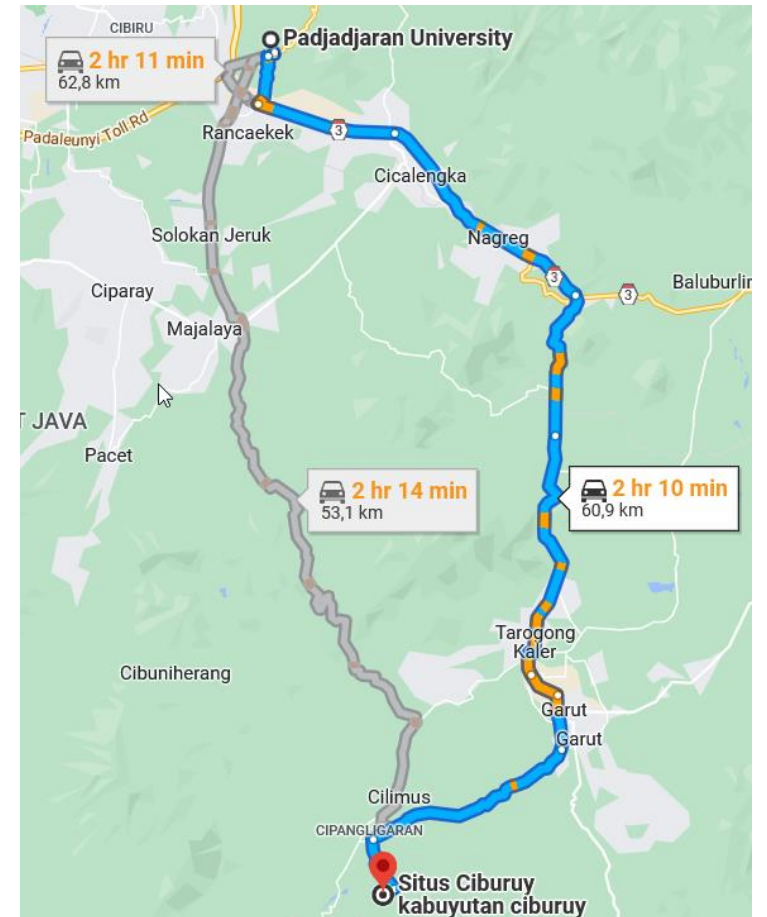 CIBIRU
Padjadjaran University
2 hr 11 min
62,8 km
Padaleunyi Toll Rd
Rancaekek
3
Cicalengka
Solokan Jeruk
Nagreg
3
3
Baluburlir
Ciparay
Majalaya
T JAVA
Pacet
2 hr 14 min
53,1 km
2 hr 10 min
60,9 km
Tarogong
Kaler
Cibuniherang
Garut
Garut
Cilimus
CIPANGLIGARAN
Situs Ciburuy
kabuyutan ciburuy